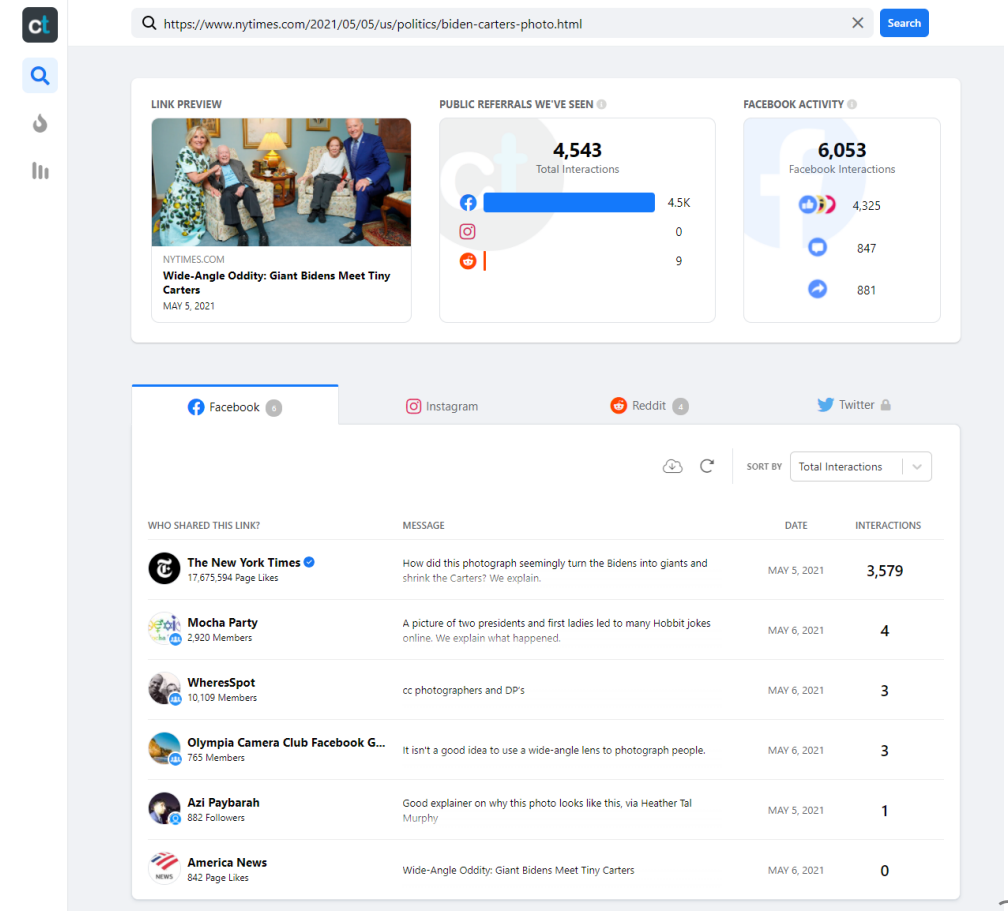 ct
https://www.nytimes.com/2021/05/05/us/politics/biden-carters-photo.html
Search
LINK PREVIEW
NYTIMES.COM
Wide-Angle Oddity: Giant Bidens Meet Tiny
Carters
MAY 5, 2021
PUBLIC REFERRALS WE'VE SEEN
ct
4,543
Total Interactions
4.5K
0
9
FACEBOOK ACTIVITY
6,053
Facebook Interactions
4,325
847
881
Facebook 6
Instagram
Reddit 4
Twitter
SORT BY Total Interactions
WHO SHARED THIS LINK? MESSAGE DATE INTERACTIONS
The New York Times
17,675,594 Page Likes
How did this photograph seemingly turn the Bidens into giants and
shrink the Carters? We explain.
MAY 5, 2021
3,579
Mocha Party
2,920 Members
A picture of two presidents and first ladies led to many Hobbit jokes
online. We explain what happened.
MAY 6, 2021
4
WheresSpot
10,109 Members
cc photographers and DP's
MAY 6, 2021
3
Olympia Camera Club Facebook G...
765 Members
It isn't a good idea to use a wide-angle lens to photograph people.
MAY 6, 2021
3
Azi Paybarah
882 Followers
Good explainer on why this photo looks like this, via Heather Tal
Murphy
MAY 5, 2021
1
NEWS
America News
842 Page Likes
Wide-Angle Oddity: Giant Bidens Meet Tiny Carters
MAY 6, 2021
0